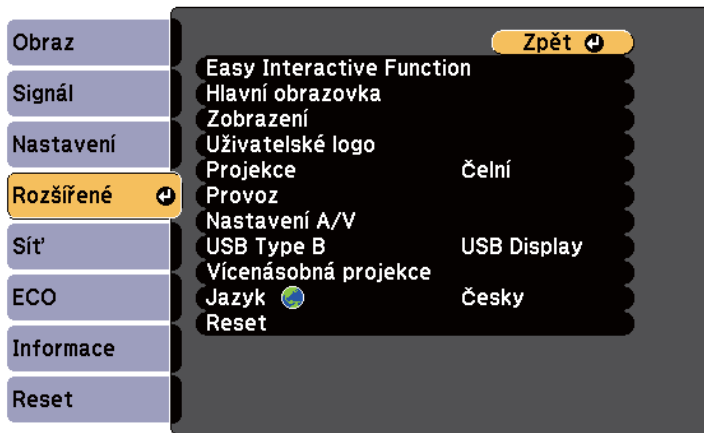 Obraz
Signál
Nastavení
Rozšířené
Síť
ECO
Informace
Reset
Zpět
Easy Interactive Function
Hlavní obrazovka
Zobrazení
Uživatelské logo
Projekce Čelní
Provoz
Nastavení A/V
USB Type B USB Display
Vícenásobná projekce
Jazyk Česky
Reset